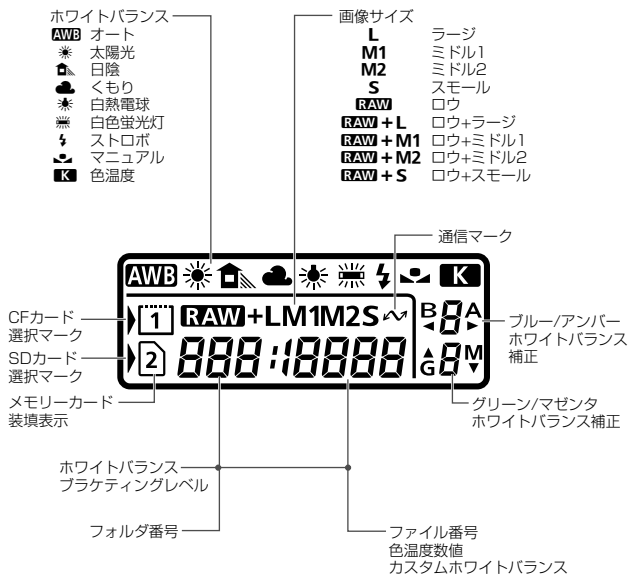 ホワイトバランス
AWB オート
太陽光
日陰
くもり
白熱電球
白色蛍光灯
ストロボ
マニュアル
K 色温度
画像サイズ
L ラージ
M1 ミドル1
M2 ミドル2
S スモール
RAW ロウ
RAW+L ロウ+ラージ
RAW+M1 ロウ+ミドル1
RAW+M2 ロウ+ミドル2
RAW+S ロウ+スモール
通信マーク
AWB K
CFカード
選択マーク
1 RAW+LM1M2S
B 8 A
ブルー/アンバー
ホワイトバランス
補正
SDカード
選択マーク
2 888:18888
G 8 M
メモリーカード
装填表示
グリーン/マゼンタ
ホワイトバランス補正
ホワイトバランス
ブラケティングレベル
フォルダ番号
ファイル番号
色温度数値
カスタムホワイトバランス